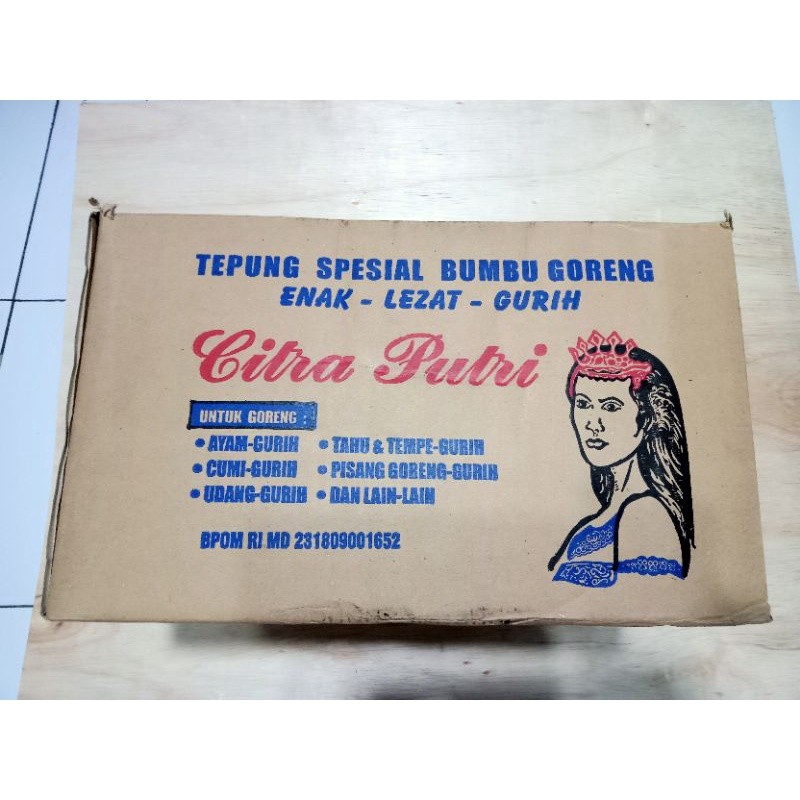 TEPUNG SPESIAL BUMBU GORENG
ENAK - LEZAT - GURIH
Citra Putri
UNTUK GORENG :
• AYAM-GURIH • TAHU & TEMPE-GURIH
• CUMI-GURIH • PISANG GORENG-GURIH
• UDANG-GURIH • DAN LAIN-LAIN
BPOM RI MD 231809001652